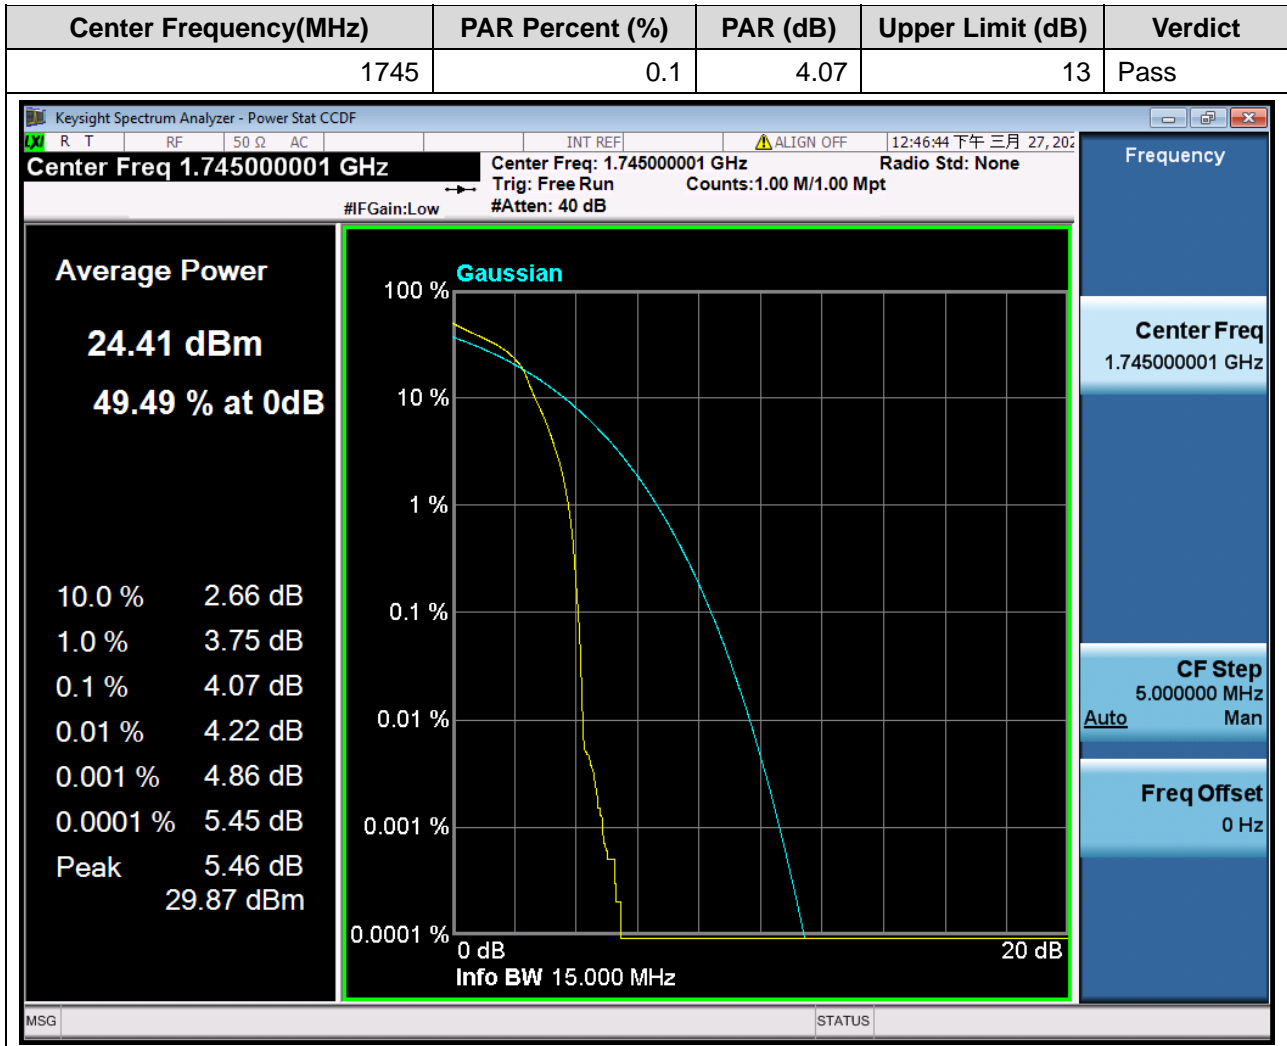 Center Frequency(MHz) PAR Percent (%) PAR (dB) Upper Limit (dB) Verdict
1745 0.1 4.07 13 Pass
Keysight Spectrum Analyzer - Power Stat CCDF
LXI R T RF 50 Ω AC INT REF ALIGN OFF 12:46:44 下午 三月 27, 202
Center Freq 1.745000001 GHz
Center Freq: 1.745000001 GHz Radio Std: None
Trig: Free Run Counts:1.00 M/1.00 Mpt
#IFGain:Low #Atten: 40 dB
Average Power
24.41 dBm
49.49 % at 0dB
10.0 % 2.66 dB
1.0 % 3.75 dB
0.1 % 4.07 dB
0.01 % 4.22 dB
0.001 % 4.86 dB
0.0001 % 5.45 dB
Peak 5.46 dB
29.87 dBm
Gaussian
100 %
10 %
1 %
0.1 %
0.01 %
0.001 %
0.0001 %
0 dB 20 dB
Info BW 15.000 MHz
Frequency
Center Freq
1.745000001 GHz
CF Step
5.000000 MHz
Auto Man
Freq Offset
0 Hz
MSG STATUS